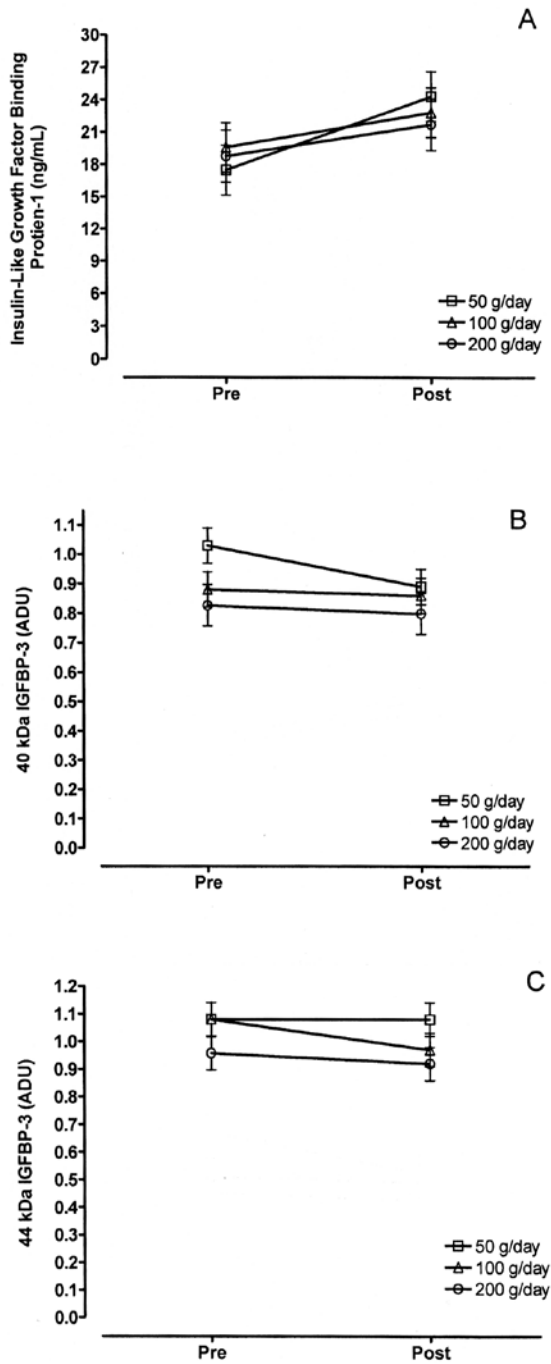 A
Insulin-Like Growth Factor Binding
Protien-1 (ng/mL)
30
27
24
21
18
15
12
9
6
3
0
50 g/day
100 g/day
200 g/day
Pre
Post
B
40 kDa IGFBP-3 (ADU)
1.1
1.0
0.9
0.8
0.7
0.6
0.5
0.4
0.3
0.2
0.1
0.0
50 g/day
100 g/day
200 g/day
Pre
Post
C
44 kDa IGFBP-3 (ADU)
1.2
1.1
1.0
0.9
0.8
0.7
0.6
0.5
0.4
0.3
0.2
0.1
0.0
50 g/day
100 g/day
200 g/day
Pre
Post